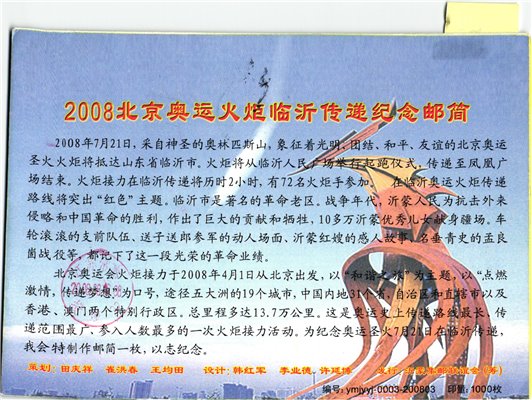 2008北京奥运火炬临沂传递纪念邮简
2008年7月21日，采自神圣的奥林匹斯山，象征着光明、团结、和平、友谊的北京奥运
圣火火炬将抵达山东省临沂市。火炬将从临沂人民广场举行起跑仪式，传递至凤凰广
场结束。火炬接力在临沂传递将历时2小时，有72名火炬手参加。 在临沂奥运火炬传递
路线将突出“红色”主题。临沂市是著名的革命老区。战争年代，沂蒙人民为抗击外来
侵略和中国革命的胜利，作出了巨大的贡献和牺牲，10多万沂蒙优秀儿女献身疆场。车
轮滚滚的支前队伍、送子送郎参军的动人场面、沂蒙红嫂的感人故事、名垂青史的孟良
崮战役等，都记下了这一段光荣的革命业绩。
北京奥运会火炬接力于2008年4月1日从北京出发，以“和谐之旅”为主题，以“点燃
激情，传递梦想”为口号，途径五大洲的19个城市，中国内地31个省、自治区和直辖市以及
香港、澳门两个特别行政区。总里程多达13.7万公里。这是奥运史上传递路线最长、传
递范围最广、参入人数最多的一次火炬接力活动。为纪念奥运圣火7月21日在临沂传递，
我会特制作邮简一枚，以志纪念。
策划：田庆祥 崔洪春 王均田 设计：韩红军 李业德、许延博 发行：
编号：ymjyyj-0003-200803 印量：1000枚